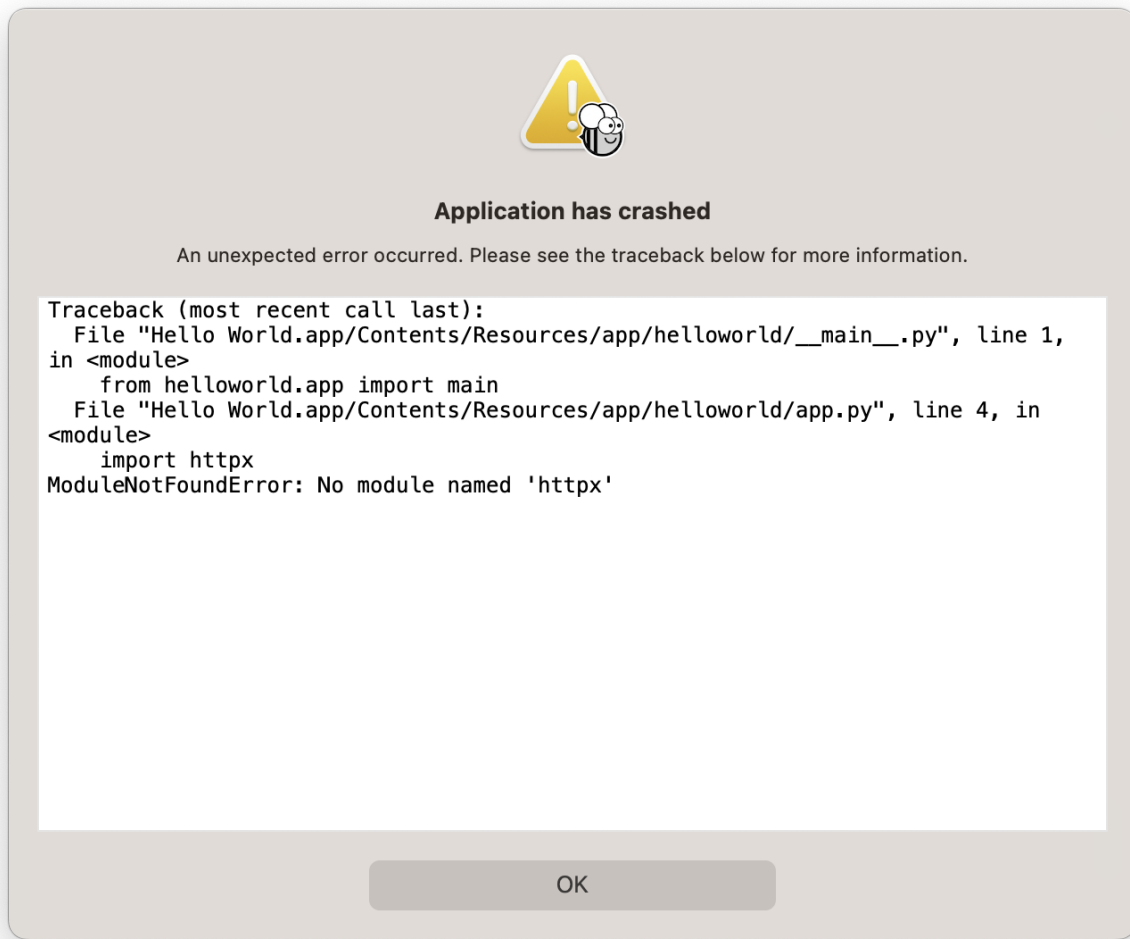 Application has crashed
An unexpected error occurred. Please see the traceback below for more information.
Traceback (most recent call last):
  File "Hello World.app/Contents/Resources/app/helloworld/__main__.py", line 1,
in <module>
    from helloworld.app import main
  File "Hello World.app/Contents/Resources/app/helloworld/app.py", line 4, in
<module>
    import httpx
ModuleNotFoundError: No module named 'httpx'
OK